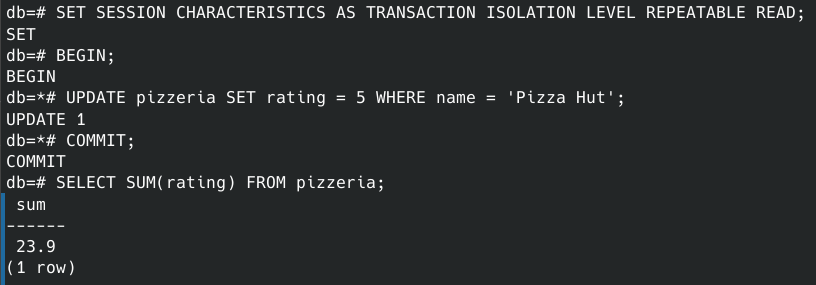 db=# SET SESSION CHARACTERISTICS AS TRANSACTION ISOLATION LEVEL REPEATABLE READ;
SET
db=# BEGIN;
BEGIN
db=*# UPDATE pizzeria SET rating = 5 WHERE name = 'Pizza Hut';
UPDATE 1
db=*# COMMIT;
COMMIT
db=# SELECT SUM(rating) FROM pizzeria;
 sum
------
 23.9
(1 row)